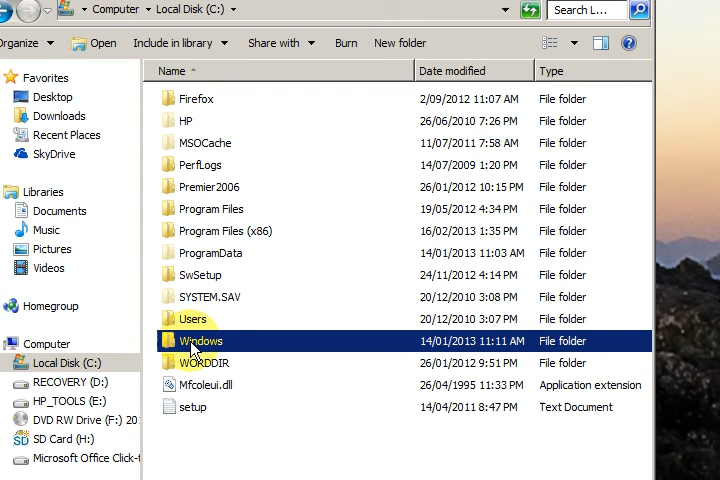 Computer Local Disk (C:) Search L...
Organize Open Include in library Share with Burn New folder
Name Date modified Type
Favorites
Desktop
Downloads
Recent Places
SkyDrive
Libraries
Documents
Music
Pictures
Videos
Homegroup
Computer
Local Disk (C:)
RECOVERY (D:)
HP_TOOLS (E:)
DVD RW Drive (F:) 20
SD Card (H:)
Microsoft Office Click-t
Firefox 2/09/2012 11:07 AM File folder
HP 26/06/2010 7:26 PM File folder
MSOCache 11/07/2011 7:58 AM File folder
PerfLogs 14/07/2009 1:20 PM File folder
Premier2006 26/01/2012 10:15 PM File folder
Program Files 19/05/2012 4:34 PM File folder
Program Files (x86) 16/02/2013 1:35 PM File folder
ProgramData 14/01/2013 11:03 AM File folder
SwSetup 24/11/2012 4:14 PM File folder
SYSTEM.SAV 20/12/2010 3:08 PM File folder
Users 20/12/2010 3:07 PM File folder
Windows 14/01/2013 11:11 AM File folder
WORDDIR 26/01/2012 9:51 PM File folder
Mfcoleui.dll 26/04/1995 11:33 PM Application extension
setup 14/04/2011 8:47 PM Text Document